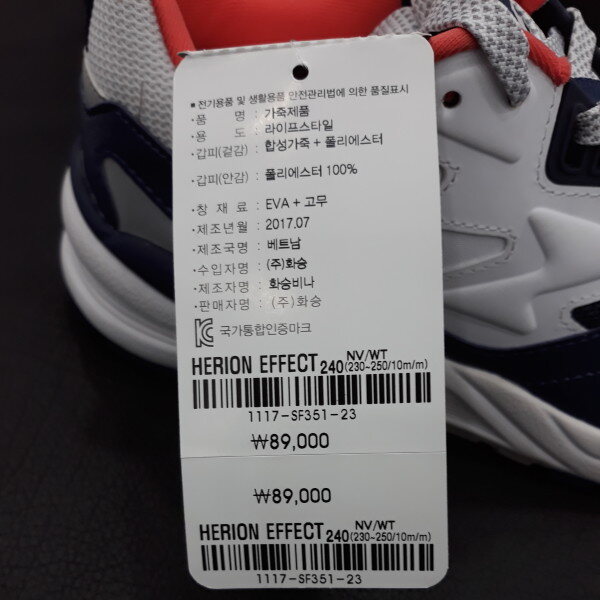 ■ 전기용품 및 생활용품 안전관리법에 의한 품질표시
·품 명 : 가죽제품
·용 도 : 라이프스타일
·갑피(겉감) : 합성가죽 + 폴리에스터
·갑피(안감) : 폴리에스터 100%
·창 재 료 : EVA + 고무
·제조년월 : 2017.07
·제조국명 : 베트남
·수입자명 : (주)화승
·제조자명 : 화승비나
·판매자명 : (주)화승
국가통합인증마크
HERION EFFECT 240 NV/WT (230~250/10m/m)
1117-SF351-23
₩89,000
₩89,000
HERION EFFECT 240 NV/WT (230~250/10m/m)
1117-SF351-23